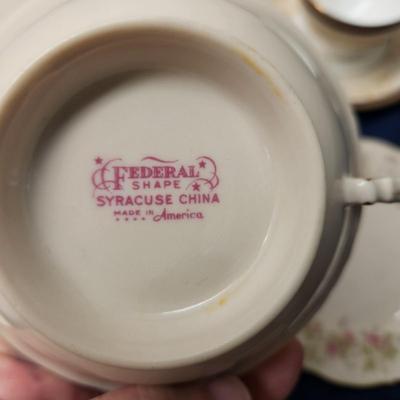 FEDERAL
SHAPE
SYRACUSE CHINA
MADE IN America